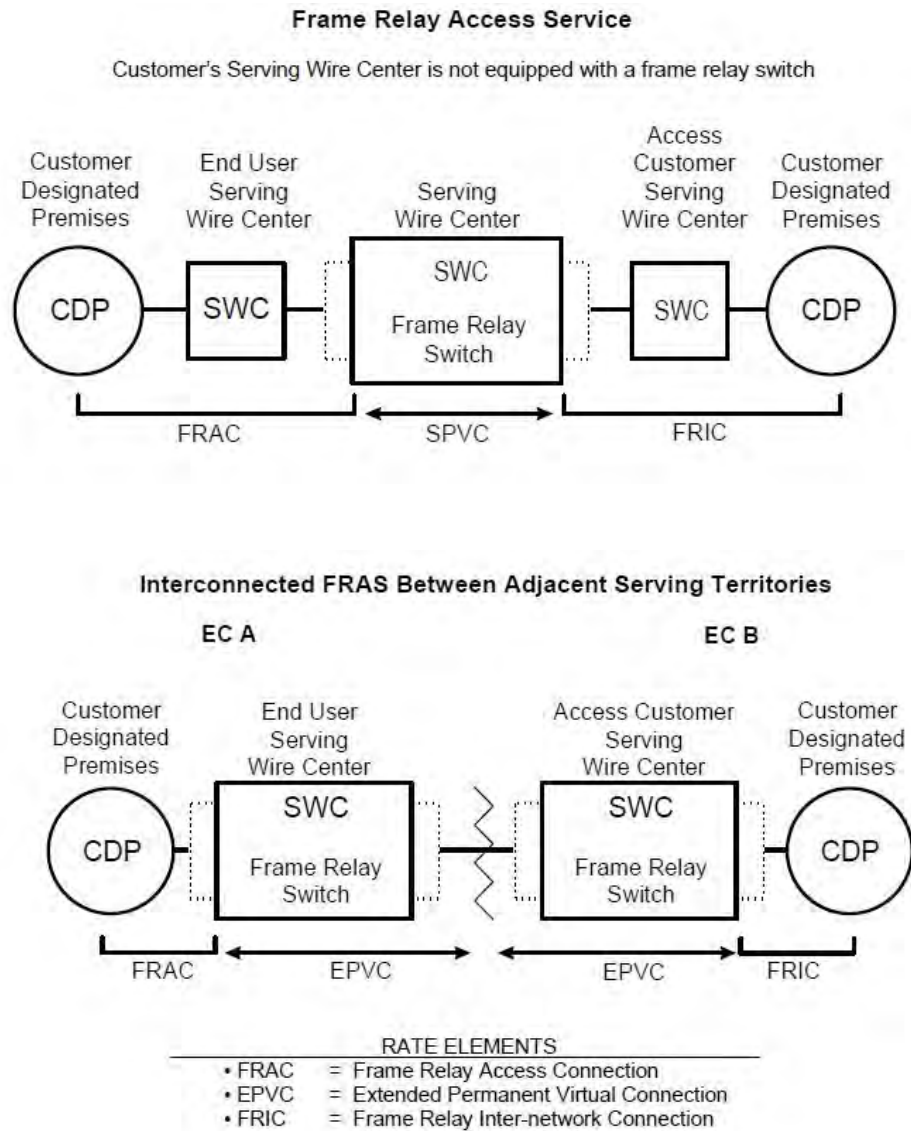 Frame Relay Access Service
Customer's Serving Wire Center is not equipped with a frame relay switch
Customer
Designated
Premises
End User
Serving
Wire Center
Serving
Wire Center
Access
Customer
Serving
Wire Center
Customer
Designated
Premises
CDP
SWC
SWC
Frame Relay
Switch
SWC
CDP
FRAC
SPVC
FRIC
Interconnected FRAS Between Adjacent Serving Territories
EC A
EC B
Customer
Designated
Premises
End User
Serving
Wire Center
Access Customer
Serving
Wire Center
Customer
Designated
Premises
CDP
SWC
Frame Relay
Switch
SWC
Frame Relay
Switch
CDP
FRAC
EPVC
EPVC
FRIC
RATE ELEMENTS
• FRAC = Frame Relay Access Connection
• EPVC = Extended Permanent Virtual Connection
• FRIC = Frame Relay Inter-network Connection